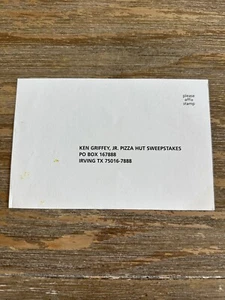 please
affix
stamp
KEN GRIFFEY, JR. PIZZA HUT SWEEPSTAKES
PO BOX 167888
IRVING TX 75016-7888